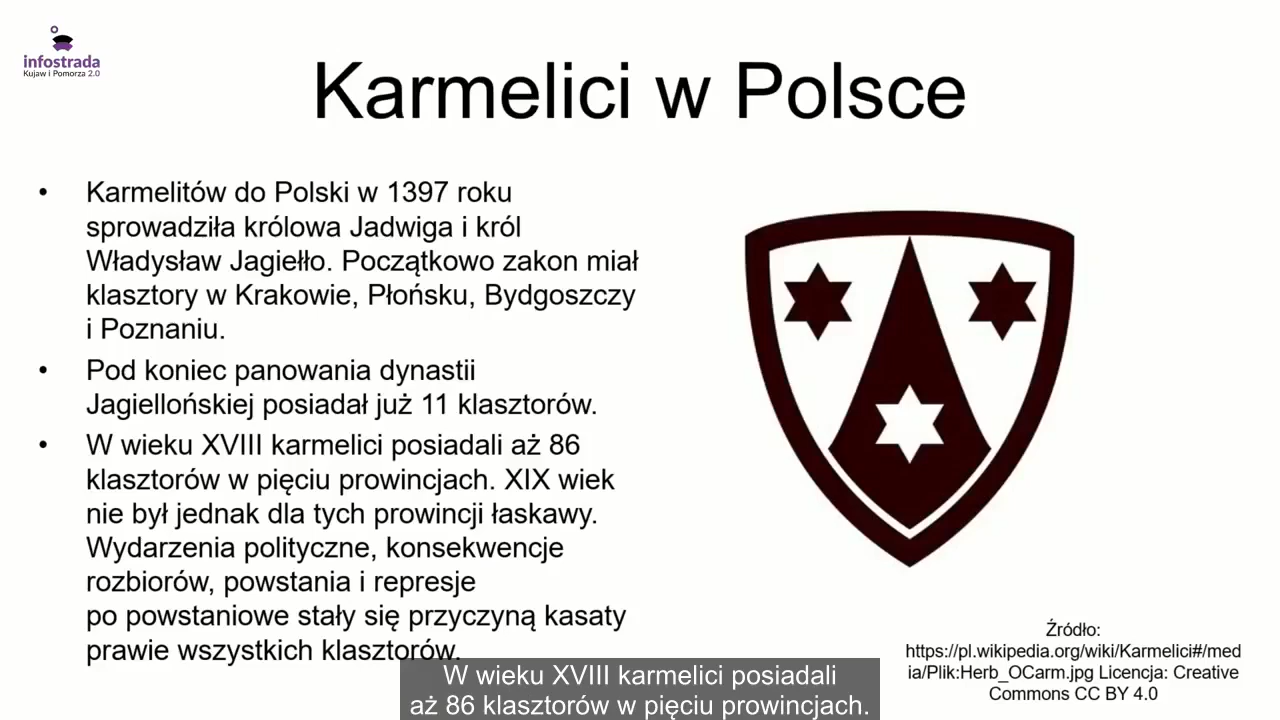 infostrada
Kujaw i Pomorza 2.0
Karmelici w Polsce
• Karmelitów do Polski w 1397 roku
sprowadziła królowa Jadwiga i król
Władysław Jagiełło. Początkowo zakon miał
klasztory w Krakowie, Płońsku, Bydgoszczy
i Poznaniu.
• Pod koniec panowania dynastii
Jagiellońskiej posiadał już 11 klasztorów.
• W wieku XVIII karmelici posiadali aż 86
klasztorów w pięciu prowincjach. XIX wiek
nie był jednak dla tych prowincji łaskawy.
Wydarzenia polityczne, konsekwencje
rozbiorów, powstania i represje
po powstaniowe stały się przyczyną kasaty
prawie wszystkich klasztorów.
Źródło:
https://pl.wikipedia.org/wiki/Karmelici#/med
ia/Plik:Herb_OCarm.jpg Licencja: Creative
Commons CC BY 4.0
W wieku XVIII karmelici posiadali
aż 86 klasztorów w pięciu prowincjach.